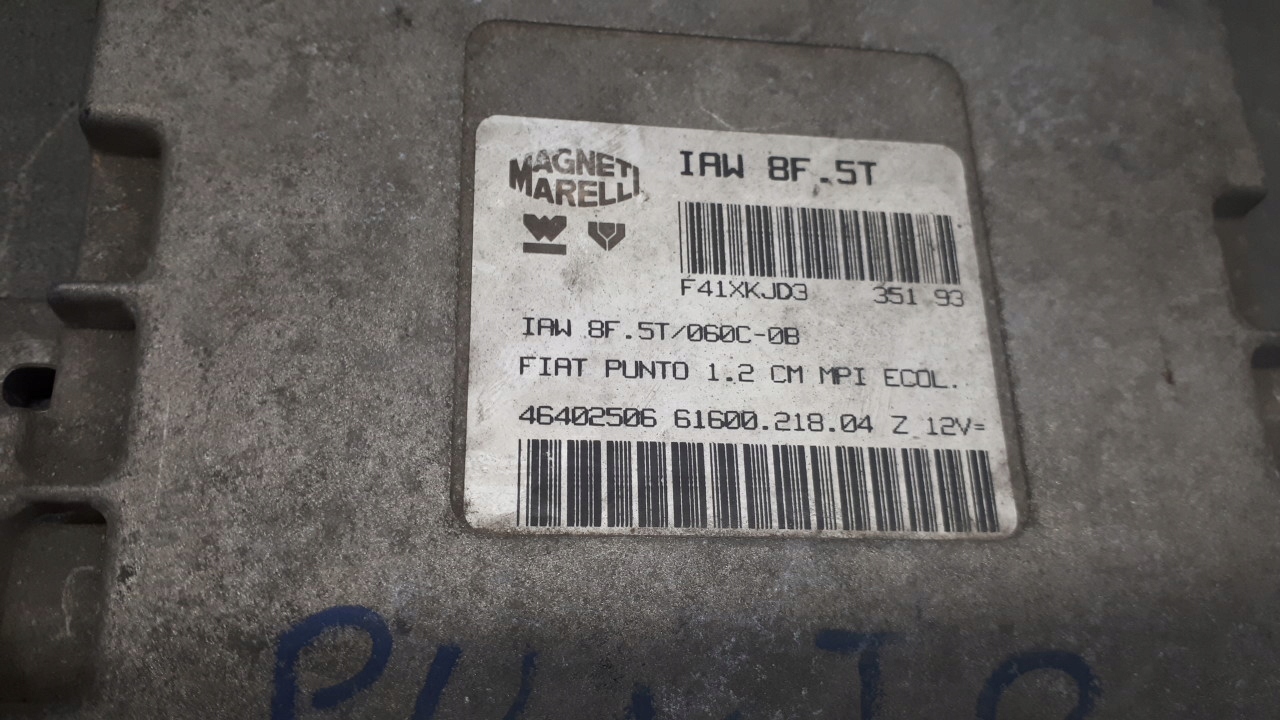 MAGNETI
MARELLI
IAW 8F.5T
F41XKJD3 351 93
IAW 8F.5T/060C-0B
FIAT PUNTO 1.2 CM MPI ECOL.
46402506 61600.218.04 Z 12V=
PUNTO